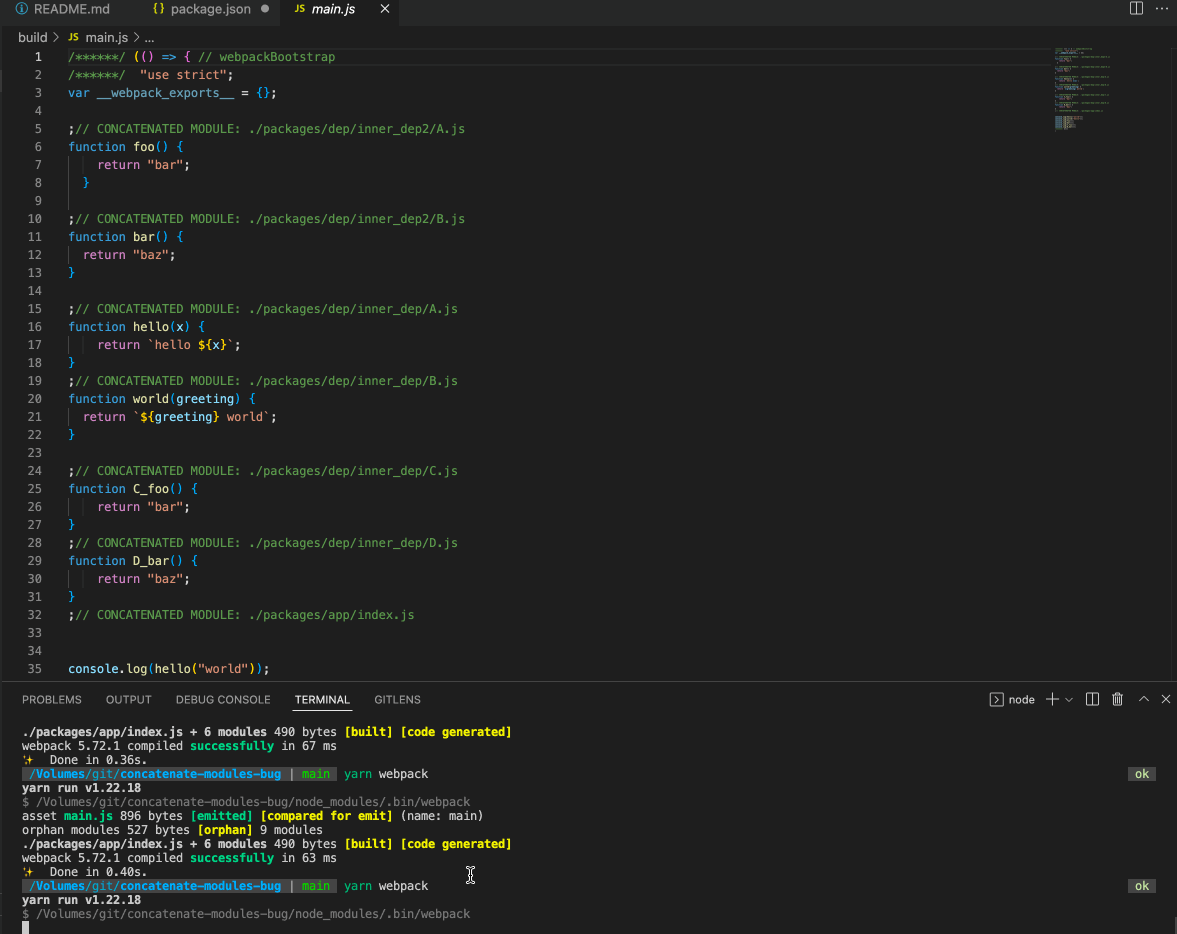 README.md package.json main.js
build > JS main.js > ...
1 /******/ (() => { // webpackBootstrap
2 /******/  "use strict";
3 var __webpack_exports__ = {};
4
5 ;// CONCATENATED MODULE: ./packages/dep/inner_dep2/A.js
6 function foo() {
7     return "bar";
8   }
9
10 ;// CONCATENATED MODULE: ./packages/dep/inner_dep2/B.js
11 function bar() {
12   return "baz";
13 }
14
15 ;// CONCATENATED MODULE: ./packages/dep/inner_dep/A.js
16 function hello(x) {
17     return `hello ${x}`;
18 }
19 ;// CONCATENATED MODULE: ./packages/dep/inner_dep/B.js
20 function world(greeting) {
21   return `${greeting} world`;
22 }
23
24 ;// CONCATENATED MODULE: ./packages/dep/inner_dep/C.js
25 function C_foo() {
26     return "bar";
27 }
28 ;// CONCATENATED MODULE: ./packages/dep/inner_dep/D.js
29 function D_bar() {
30     return "baz";
31 }
32 ;// CONCATENATED MODULE: ./packages/app/index.js
33
34
35 console.log(hello("world"));
PROBLEMS OUTPUT DEBUG CONSOLE TERMINAL GITLENS node
./packages/app/index.js + 6 modules 490 bytes [built] [code generated]
webpack 5.72.1 compiled successfully in 67 ms
✨  Done in 0.36s.
/Volumes/git/concatenate-modules-bug | main yarn webpack ok
yarn run v1.22.18
$ /Volumes/git/concatenate-modules-bug/node_modules/.bin/webpack
asset main.js 896 bytes [emitted] [compared for emit] (name: main)
orphan modules 527 bytes [orphan] 9 modules
./packages/app/index.js + 6 modules 490 bytes [built] [code generated]
webpack 5.72.1 compiled successfully in 63 ms
✨  Done in 0.40s.
/Volumes/git/concatenate-modules-bug | main yarn webpack ok
yarn run v1.22.18
$ /Volumes/git/concatenate-modules-bug/node_modules/.bin/webpack